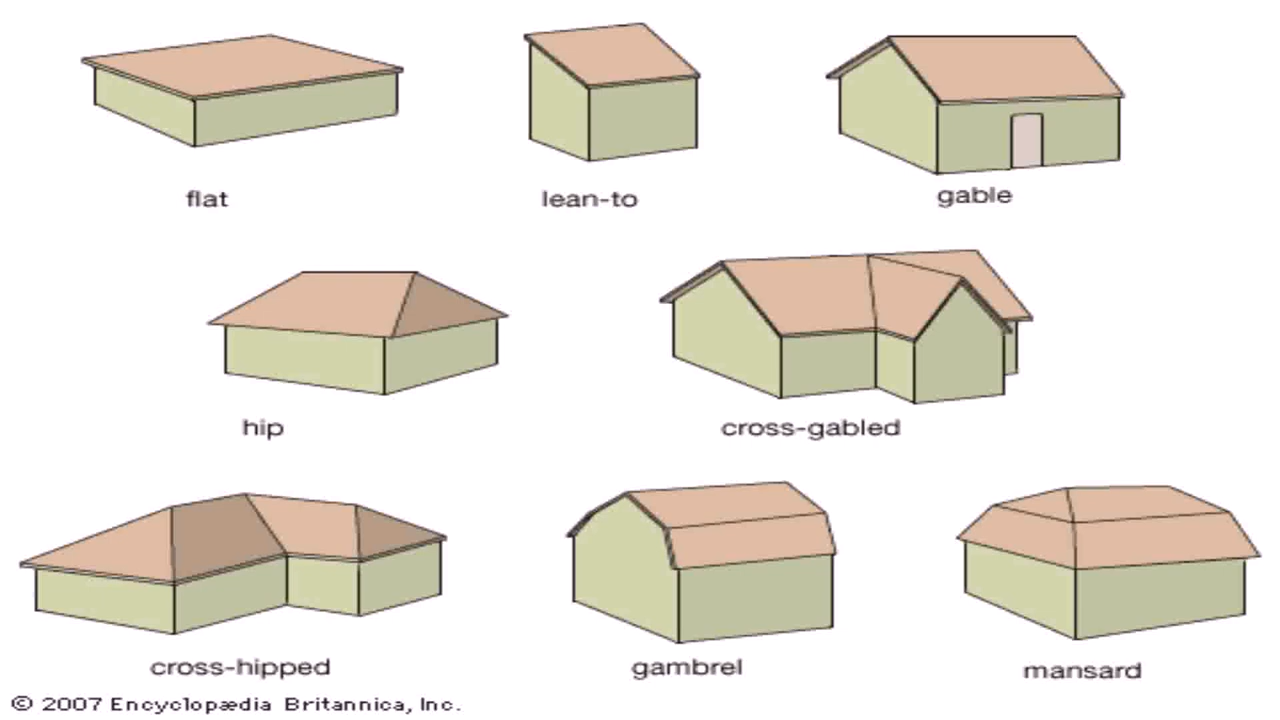 flat
lean-to
gable
hip
cross-gabled
cross-hipped
gambrel
mansard
© 2007 Encyclopædia Britannica, Inc.